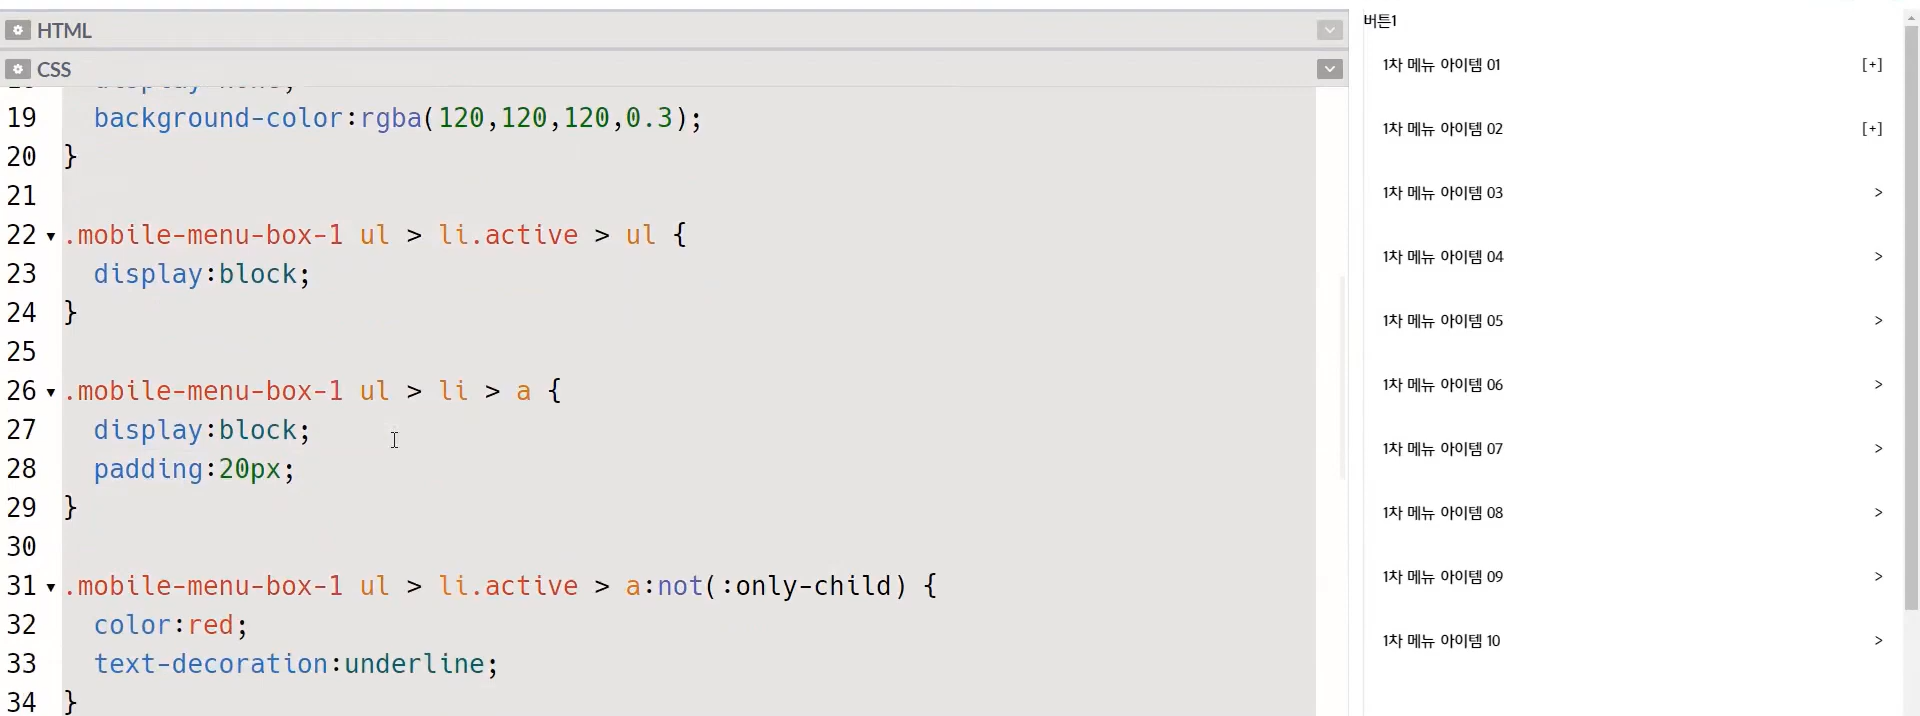 HTML
CSS
19 background-color:rgba(120,120,120,0.3);
20 }
21
22 .mobile-menu-box-1 ul > li.active > ul {
23 display:block;
24 }
25
26 .mobile-menu-box-1 ul > li > a {
27 display:block;
28 padding:20px;
29 }
30
31 .mobile-menu-box-1 ul > li.active > a:not(:only-child) {
32 color:red;
33 text-decoration:underline;
34 }
버튼1
1차 메뉴 아이템 01 [+]
1차 메뉴 아이템 02 [+]
1차 메뉴 아이템 03 >
1차 메뉴 아이템 04 >
1차 메뉴 아이템 05 >
1차 메뉴 아이템 06 >
1차 메뉴 아이템 07 >
1차 메뉴 아이템 08 >
1차 메뉴 아이템 09 >
1차 메뉴 아이템 10 >